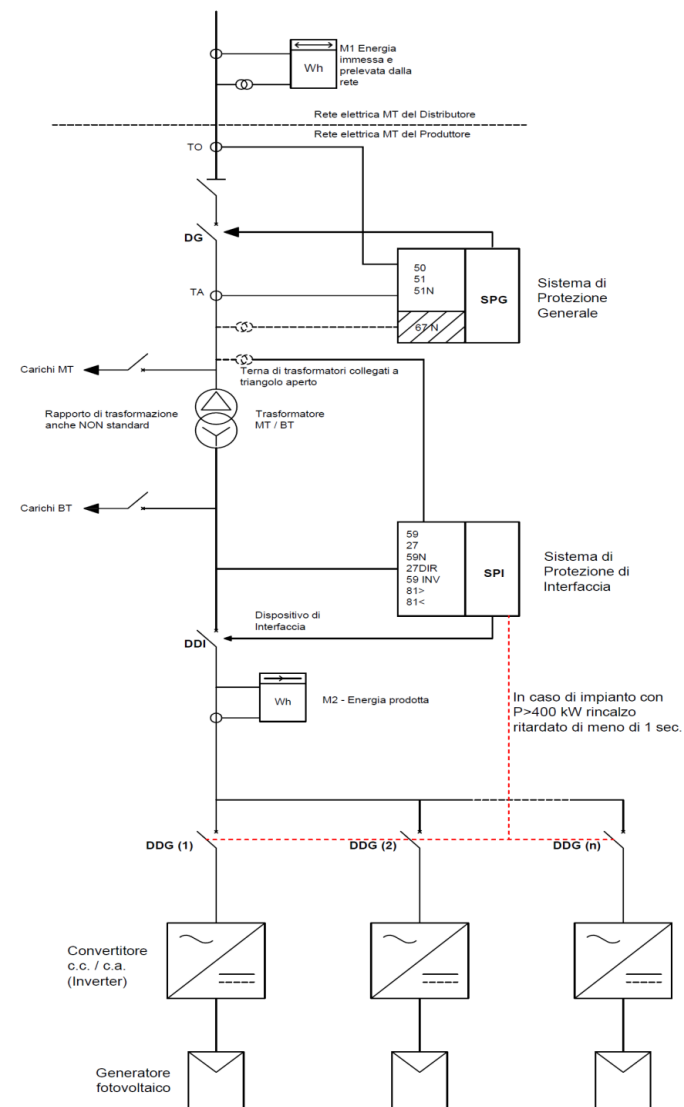 M1 Energia
immessa e
prelevata dalla
rete
Wh
Rete elettrica MT del Distributore
Rete elettrica MT del Produttore
TO
DG
50
51
51N
67 N
SPG
Sistema di
Protezione
Generale
TA
Carichi MT
Terna di trasformatori collegati a
triangolo aperto
Rapporto di trasformazione
anche NON standard
Trasformatore
MT / BT
Carichi BT
59
27
59N
27DIR
59 INV
81>
81<
SPI
Sistema di
Protezione di
Interfaccia
Dispositivo di
Interfaccia
DDI
Wh
M2 - Energia prodotta
In caso di impianto con
P>400 kW rincalzo
ritardato di meno di 1 sec.
DDG (1)
DDG (2)
DDG (n)
Convertitore
c.c. / c.a.
(Inverter)
Generatore
fotovoltaico